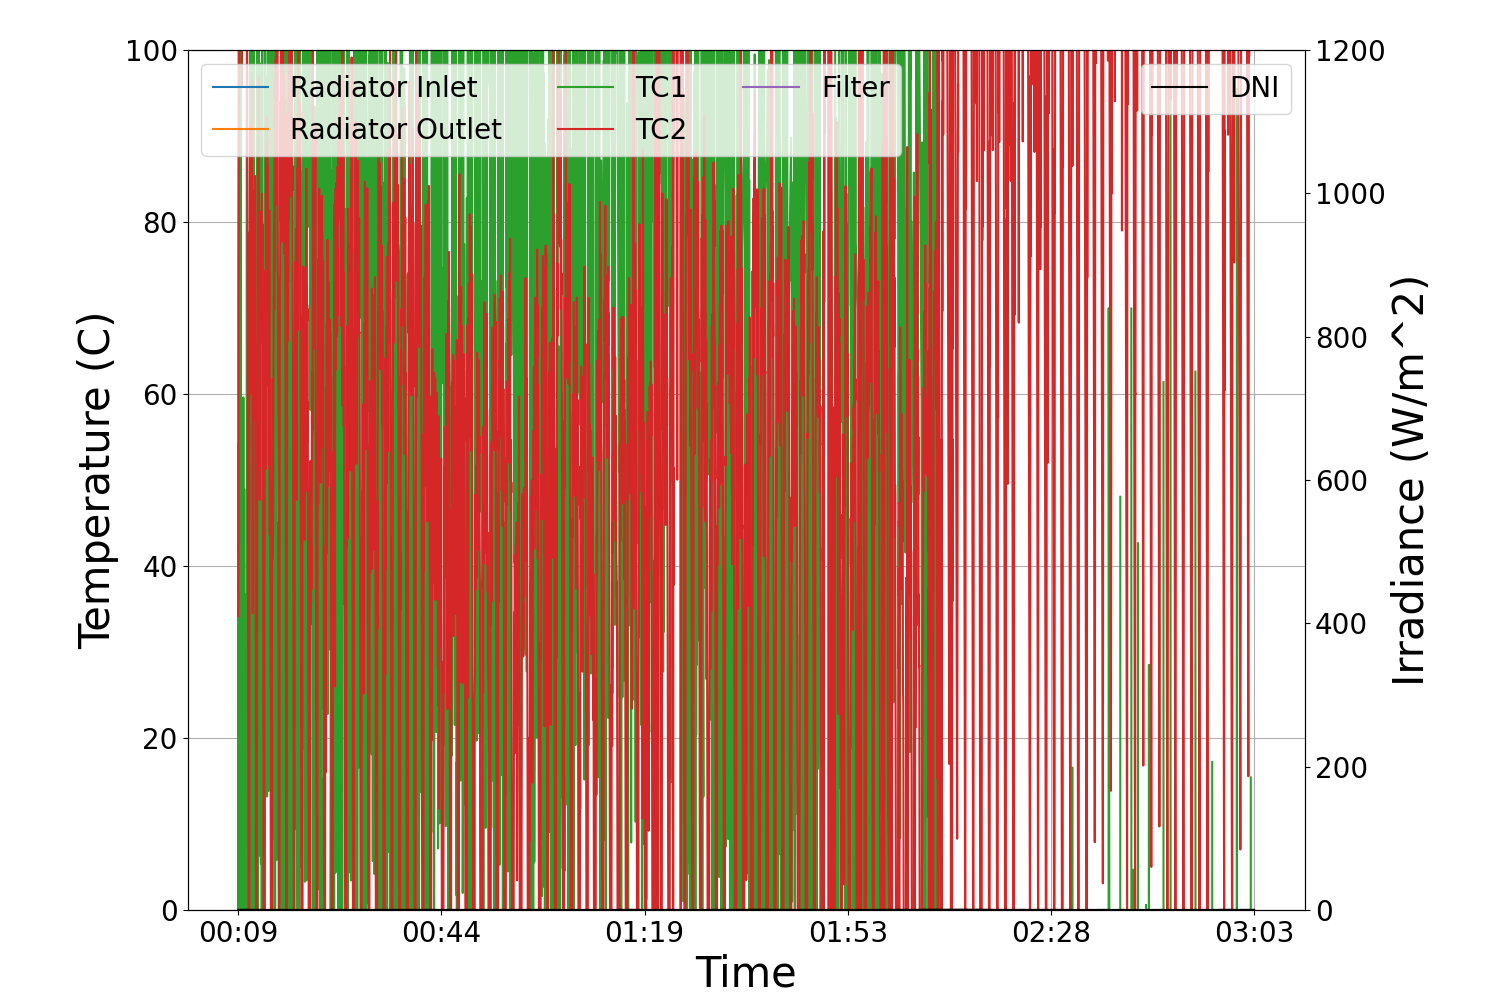 100
80
60
40
20
0
Temperature (C)
Radiator Inlet
Radiator Outlet
TC1
TC2
Filter
DNI
1200
1000
800
600
400
200
0
Irradiance (W/m^2)
00:09 00:44 01:19 01:53 02:28 03:03
Time